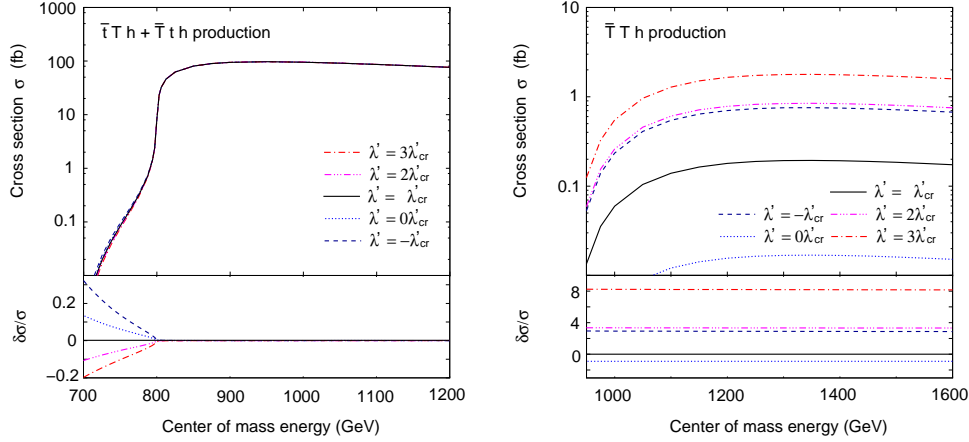 t̄ T h + T̄ t h production
Cross section σ (fb)
1000
100
10
1
0.1
λ' = 3λ'cr
λ' = 2λ'cr
λ' = λ'cr
λ' = 0λ'cr
λ' = −λ'cr
δσ/σ
0.2
0
−0.2
700 800 900 1000 1100 1200
Center of mass energy (GeV)
T̄ T h production
Cross section σ (fb)
10
1
0.1
λ' = λ'cr
λ' = −λ'cr λ' = 2λ'cr
λ' = 0λ'cr λ' = 3λ'cr
δσ/σ
8
4
0
1000 1200 1400 1600
Center of mass energy (GeV)